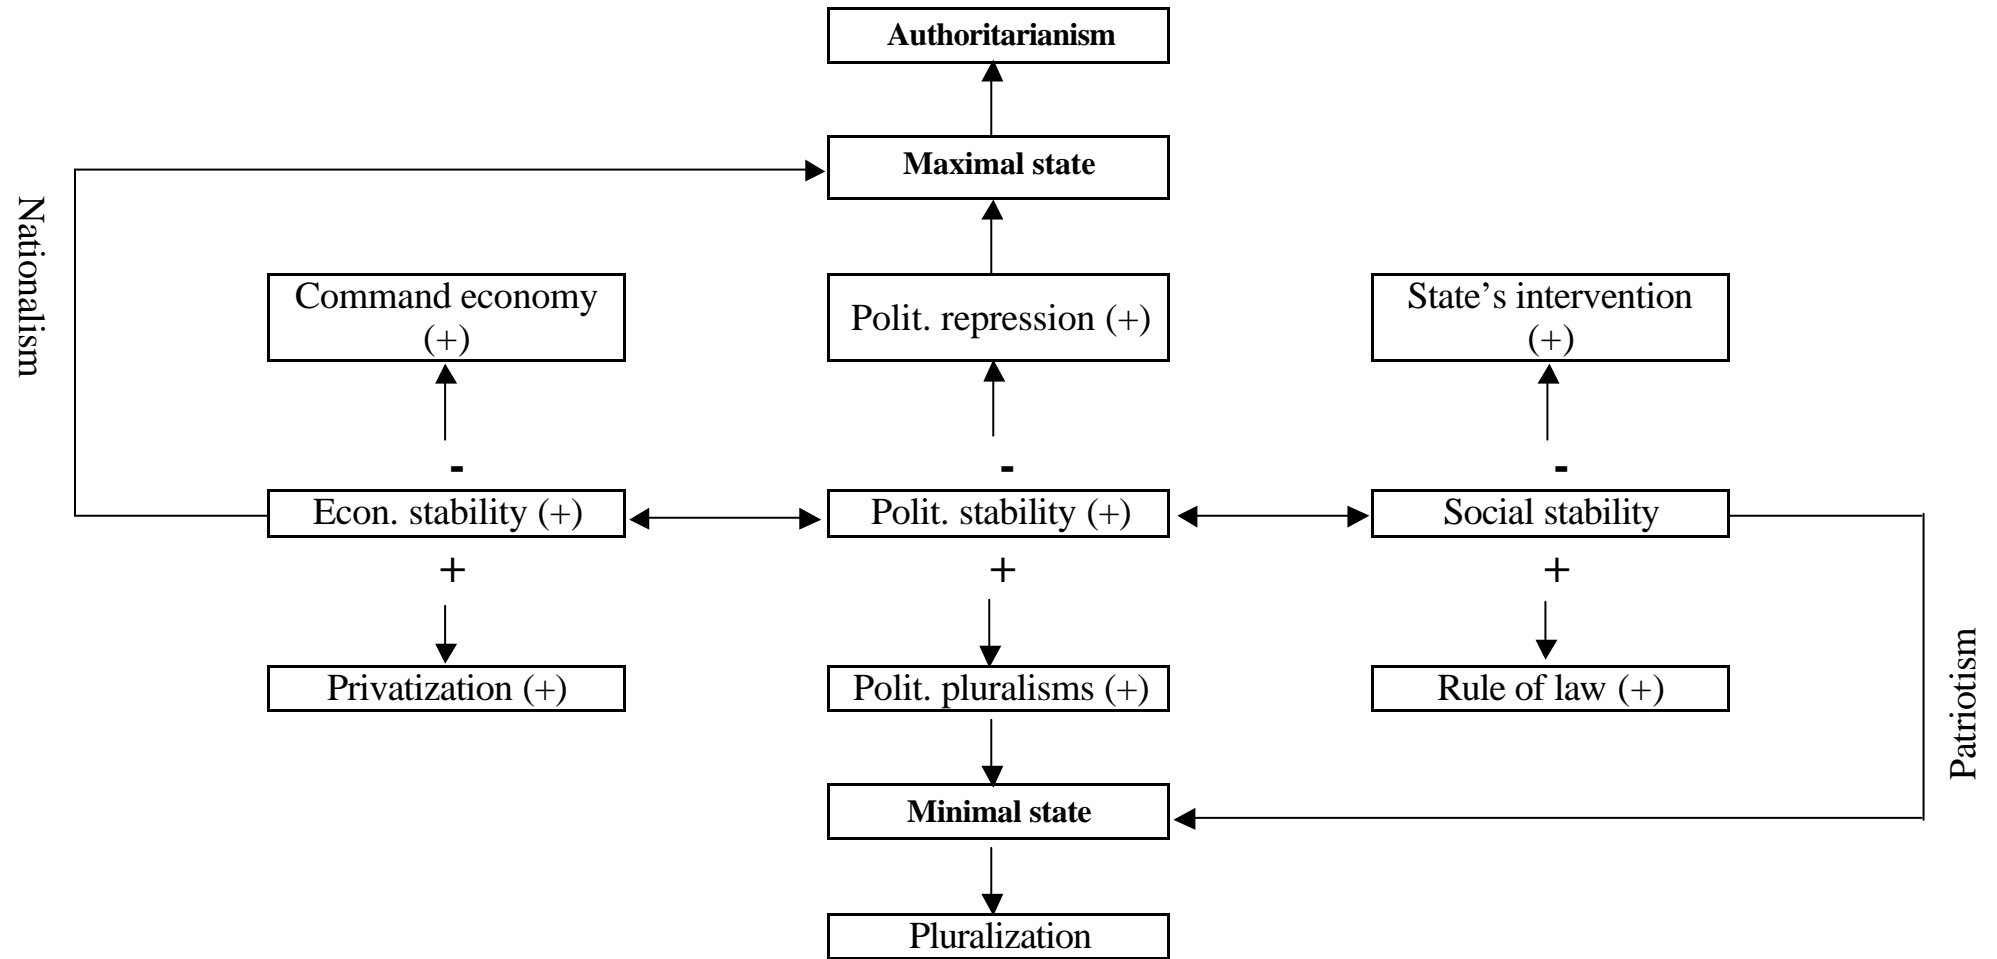 Authoritarianism
Maximal state
Nationalism
Command economy
(+)
Polit. repression (+)
State’s intervention
(+)
-
-
-
Econ. stability (+)
Polit. stability (+)
Social stability
+
+
+
Privatization (+)
Polit. pluralisms (+)
Rule of law (+)
Patriotism
Minimal state
Pluralization